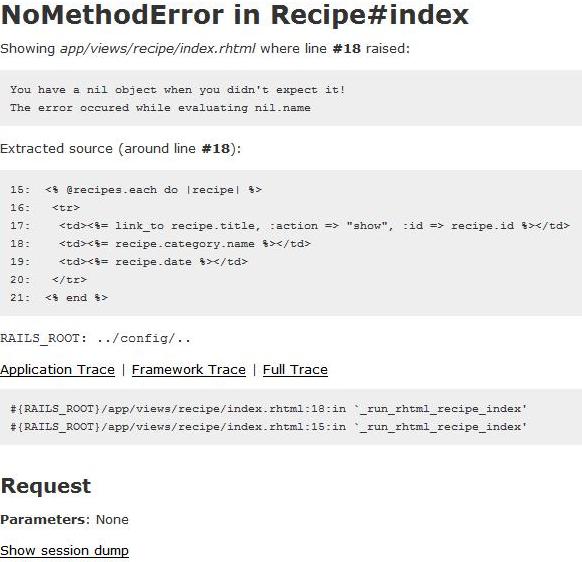 NoMethodError in Recipe#index
Showing app/views/recipe/index.rhtml where line #18 raised:
You have a nil object when you didn't expect it!
The error occured while evaluating nil.name
Extracted source (around line #18):
15:  <% @recipes.each do |recipe| %>
16:   <tr>
17:    <td><%= link_to recipe.title, :action => "show", :id => recipe.id %></td>
18:    <td><%= recipe.category.name %></td>
19:    <td><%= recipe.date %></td>
20:   </tr>
21:  <% end %>
RAILS_ROOT: ../config/..
Application Trace | Framework Trace | Full Trace
#{RAILS_ROOT}/app/views/recipe/index.rhtml:18:in `_run_rhtml_recipe_index'
#{RAILS_ROOT}/app/views/recipe/index.rhtml:15:in `_run_rhtml_recipe_index'
Request
Parameters: None
Show session dump